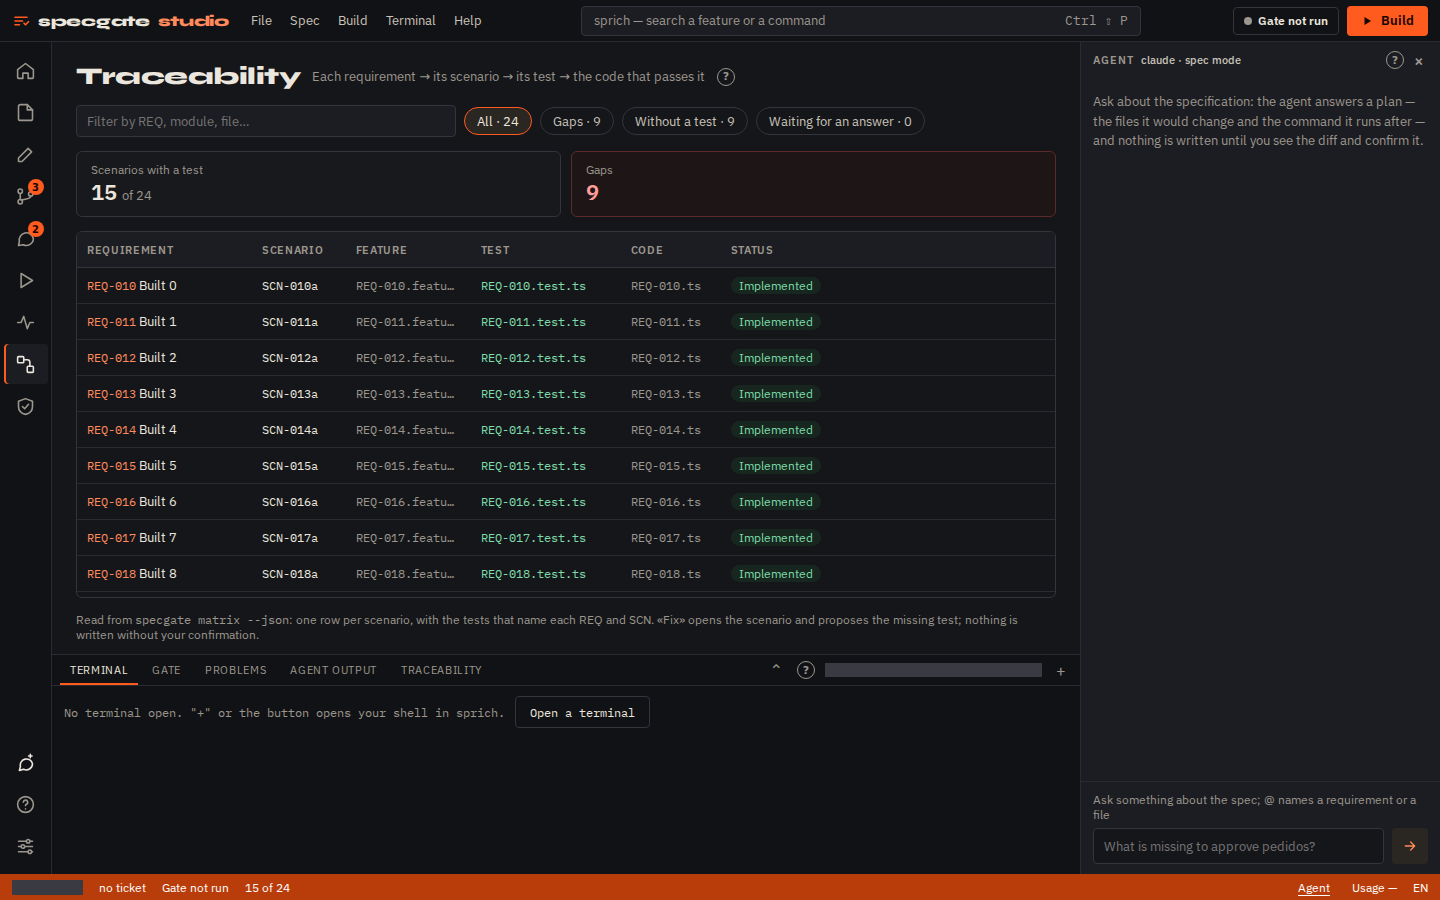 specgate studio File Spec Build Terminal Help sprich — search a feature or a command Ctrl ⇧ P Gate not run Build
Traceability Each requirement → its scenario → its test → the code that passes it ?
Filter by REQ, module, file… All · 24 Gaps · 9 Without a test · 9 Waiting for an answer · 0
Scenarios with a test
15 of 24
Gaps
9
REQUIREMENT SCENARIO FEATURE TEST CODE STATUS
REQ-010 Built 0 SCN-010a REQ-010.featu… REQ-010.test.ts REQ-010.ts Implemented
REQ-011 Built 1 SCN-011a REQ-011.featu… REQ-011.test.ts REQ-011.ts Implemented
REQ-012 Built 2 SCN-012a REQ-012.featu… REQ-012.test.ts REQ-012.ts Implemented
REQ-013 Built 3 SCN-013a REQ-013.featu… REQ-013.test.ts REQ-013.ts Implemented
REQ-014 Built 4 SCN-014a REQ-014.featu… REQ-014.test.ts REQ-014.ts Implemented
REQ-015 Built 5 SCN-015a REQ-015.featu… REQ-015.test.ts REQ-015.ts Implemented
REQ-016 Built 6 SCN-016a REQ-016.featu… REQ-016.test.ts REQ-016.ts Implemented
REQ-017 Built 7 SCN-017a REQ-017.featu… REQ-017.test.ts REQ-017.ts Implemented
REQ-018 Built 8 SCN-018a REQ-018.featu… REQ-018.test.ts REQ-018.ts Implemented
Read from specgate matrix --json: one row per scenario, with the tests that name each REQ and SCN. «Fix» opens the scenario and proposes the missing test; nothing is
written without your confirmation.
3
2
TERMINAL GATE PROBLEMS AGENT OUTPUT TRACEABILITY ^ ? +
No terminal open. "+" or the button opens your shell in sprich. Open a terminal
AGENT claude · spec mode ? ×
Ask about the specification: the agent answers a plan —
the files it would change and the command it runs after —
and nothing is written until you see the diff and confirm it.
Ask something about the spec; @ names a requirement or a
file
What is missing to approve pedidos? →
no ticket Gate not run 15 of 24 Agent Usage — EN